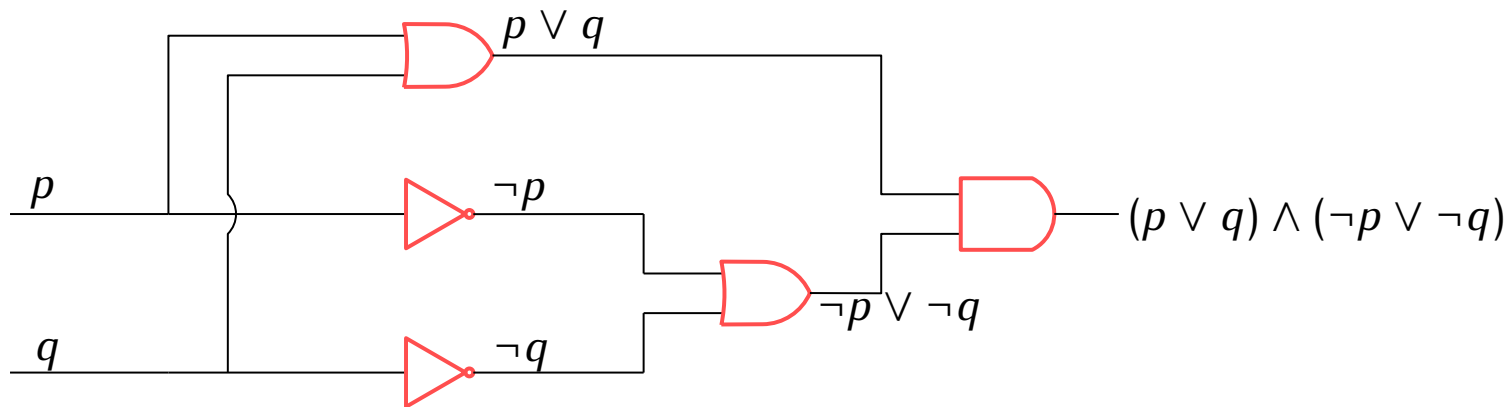 p ∨ q
p
¬p
(p ∨ q) ∧ (¬p ∨ ¬q)
¬p ∨ ¬q
q
¬q